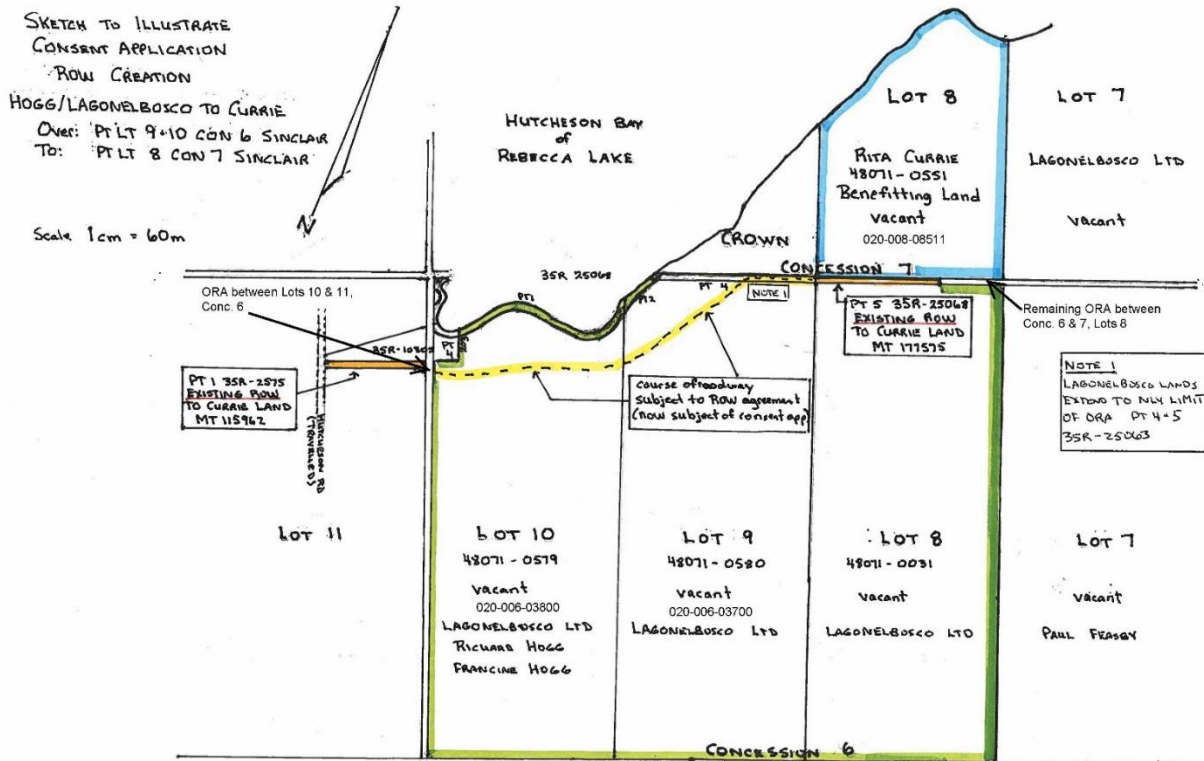 SKETCH TO ILLUSTRATE
CONSENT APPLICATION
ROW CREATION
HOGG/LAGONELBOSCO TO CURRIE
Over: PT LT 9+10 CON 6 SINCLAIR
To: PT LT 8 CON 7 SINCLAIR
N
Scale 1cm = 60m
HUTCHESON BAY
of
REBECCA LAKE
LOT 8
RITA CURRIE
48071-0551
Benefitting Land
vacant
020-008-08511
LOT 7
LAGONELBOSCO LTD
vacant
CROWN
CONCESSION 7
35R 25068
PT1
PT2
PT 4
NOTE 1
ORA between Lots 10 & 11,
Conc. 6
PT 1 35R-2575
EXISTING ROW
TO CURRIE LAND
MT 115962
HUTCHESON RD
(TRAVELLED)
PT 5 35R-25068
EXISTING ROW
TO CURRIE LAND
MT 177575
Remaining ORA between
Conc. 6 & 7, Lots 8
NOTE 1
LAGONELBOSCO LANDS
EXTEND TO NLY LIMIT
OF ORA PT 4+5
35R-25063
course of roadway
subject to ROW agreement
(now subject of consent app)
LOT 11
LOT 10
48071-0579
vacant
020-006-03800
LAGONELBOSCO LTD
RICHARD HOGG
FRANCINE HOGG
LOT 9
48071-0580
vacant
020-006-03700
LAGONELBOSCO LTD
LOT 8
48071-0031
vacant
LAGONELBOSCO LTD
LOT 7
vacant
PAUL FEASBY
CONCESSION 6